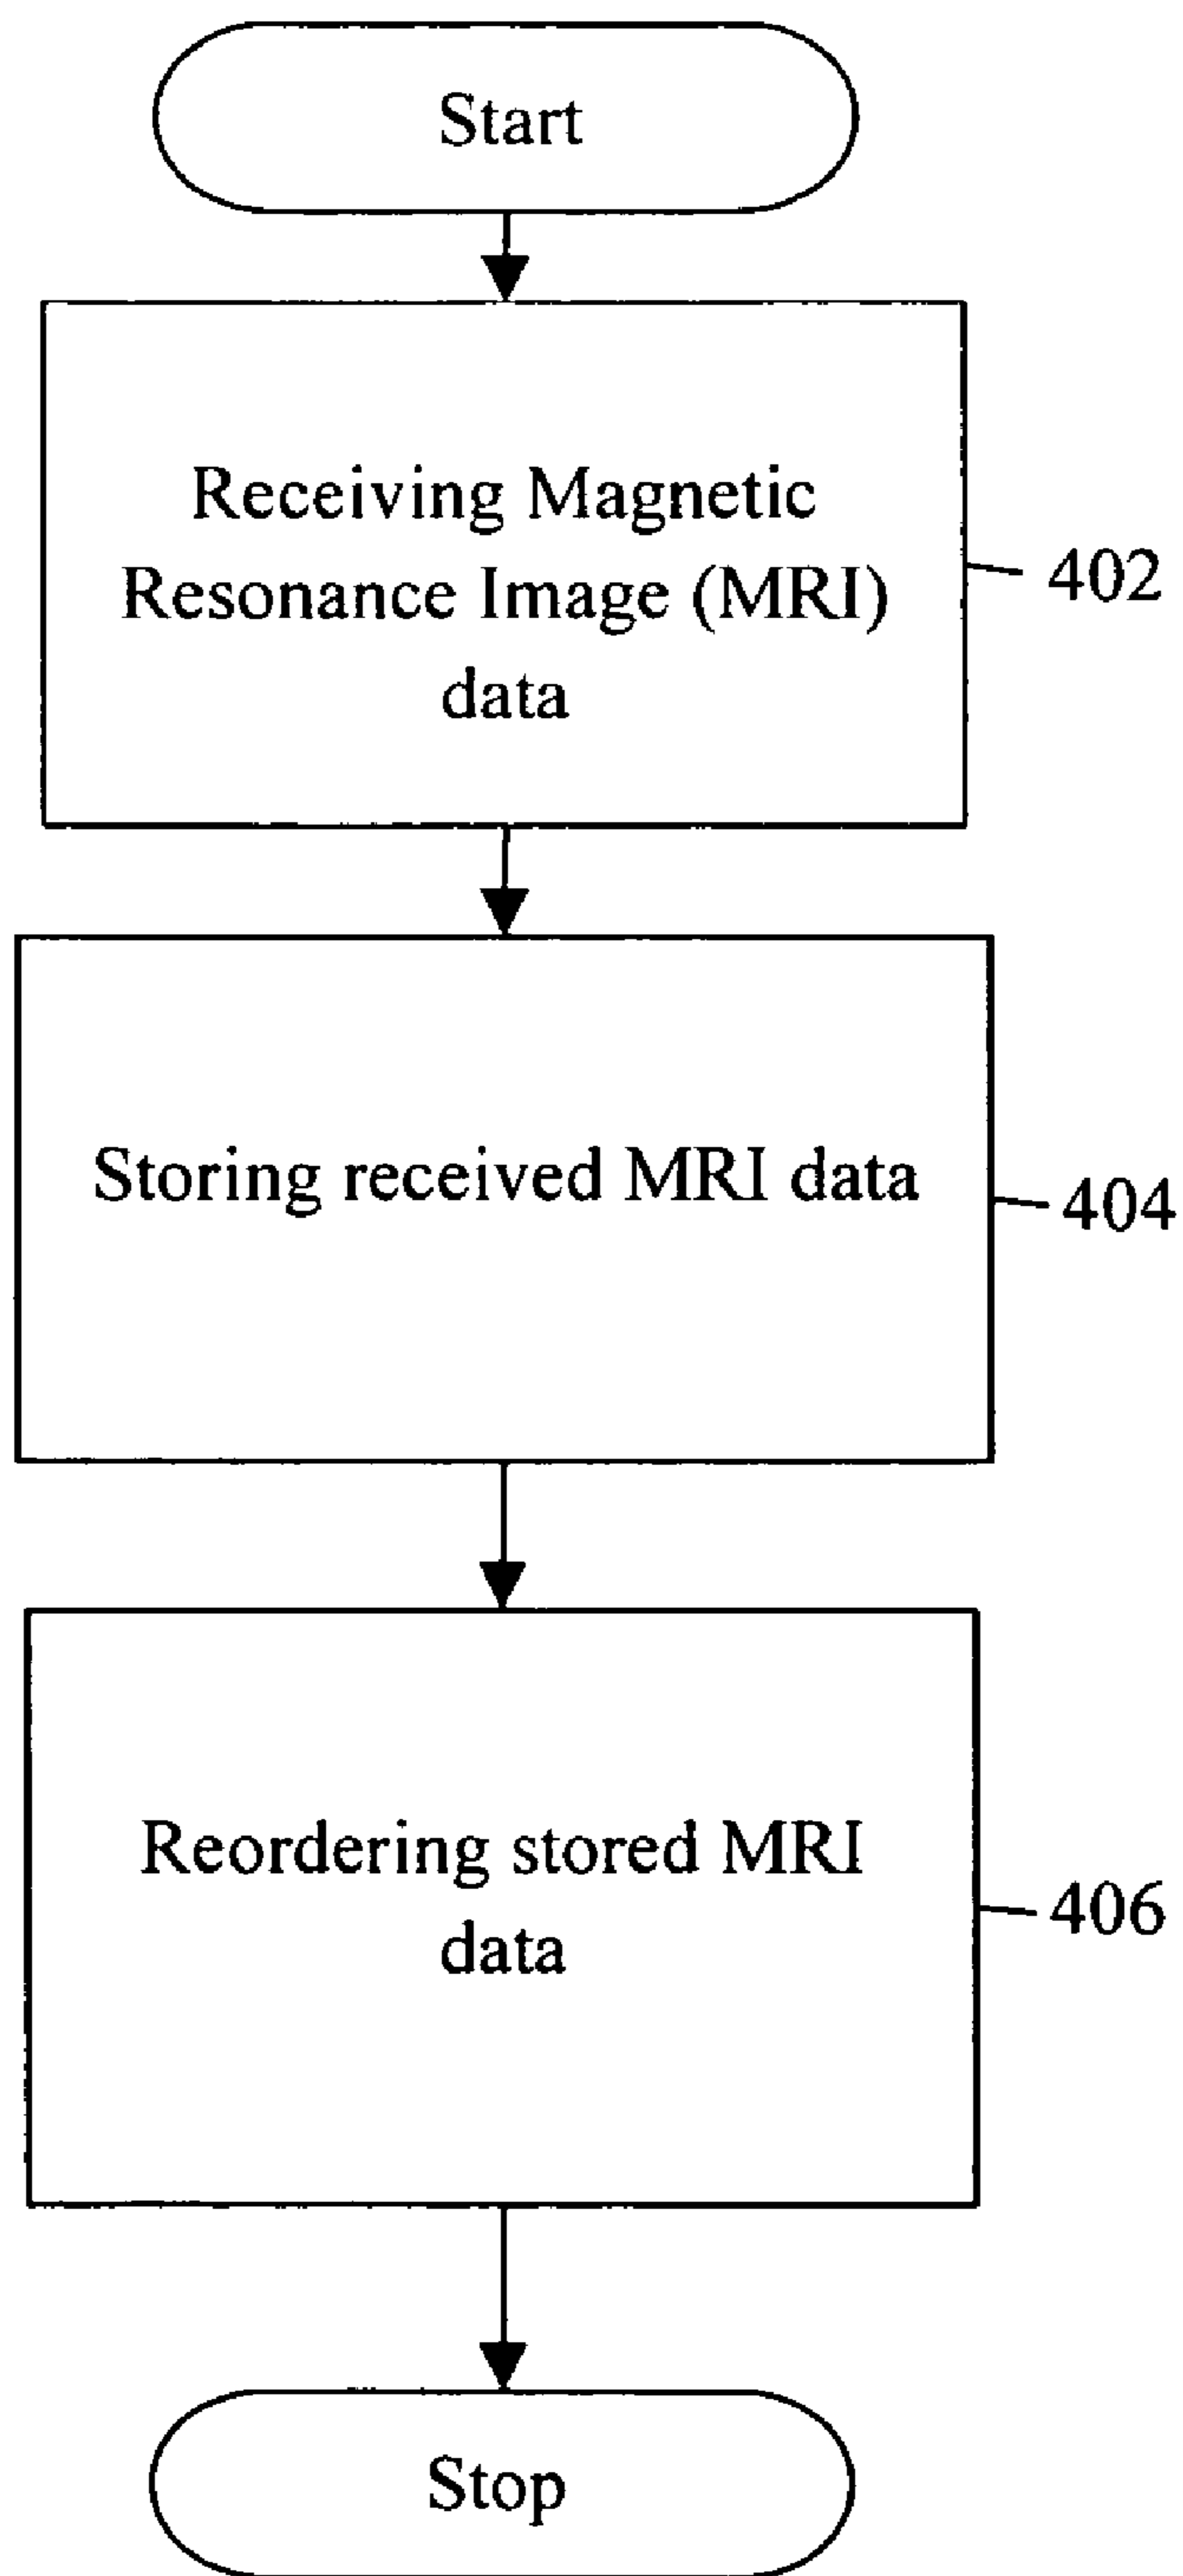 Start
Receiving Magnetic
Resonance Image (MRI)
data
402
Storing received MRI data
404
Reordering stored MRI
data
406
Stop